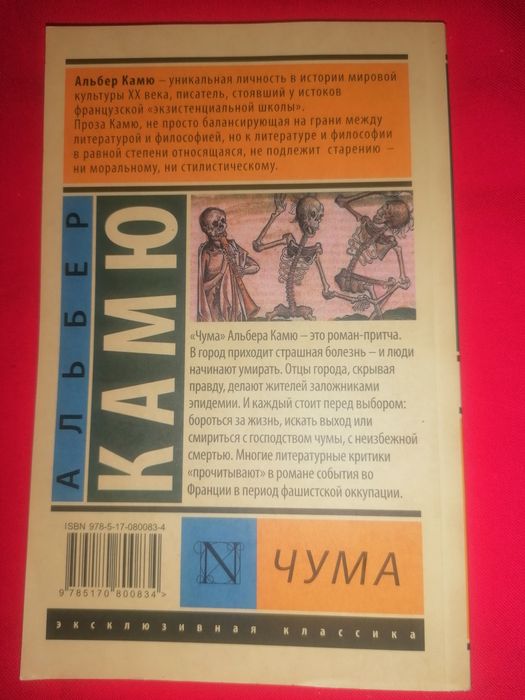 Альбер Камю – уникальная личность в истории мировой
культуры XX века, писатель, стоявший у истоков
французской «экзистенциальной школы».
Проза Камю, не просто балансирующая на грани между
литературой и философией, но к литературе и философии
в равной степени относящаяся, не подлежит старению –
ни моральному, ни стилистическому.
АЛЬБЕР
КАМЮ
«Чума» Альбера Камю – это роман-притча.
В город приходит страшная болезнь – и люди
начинают умирать. Отцы города, скрывая
правду, делают жителей заложниками
эпидемии. И каждый стоит перед выбором:
бороться за жизнь, искать выход или
смириться с господством чумы, с неизбежной
смертью. Многие литературные критики
«прочитывают» в романе события во
Франции в период фашистской оккупации.
ISBN 978-5-17-080083-4
9 785170 800834 >
N
ЧУМА
эксклюзивная классика